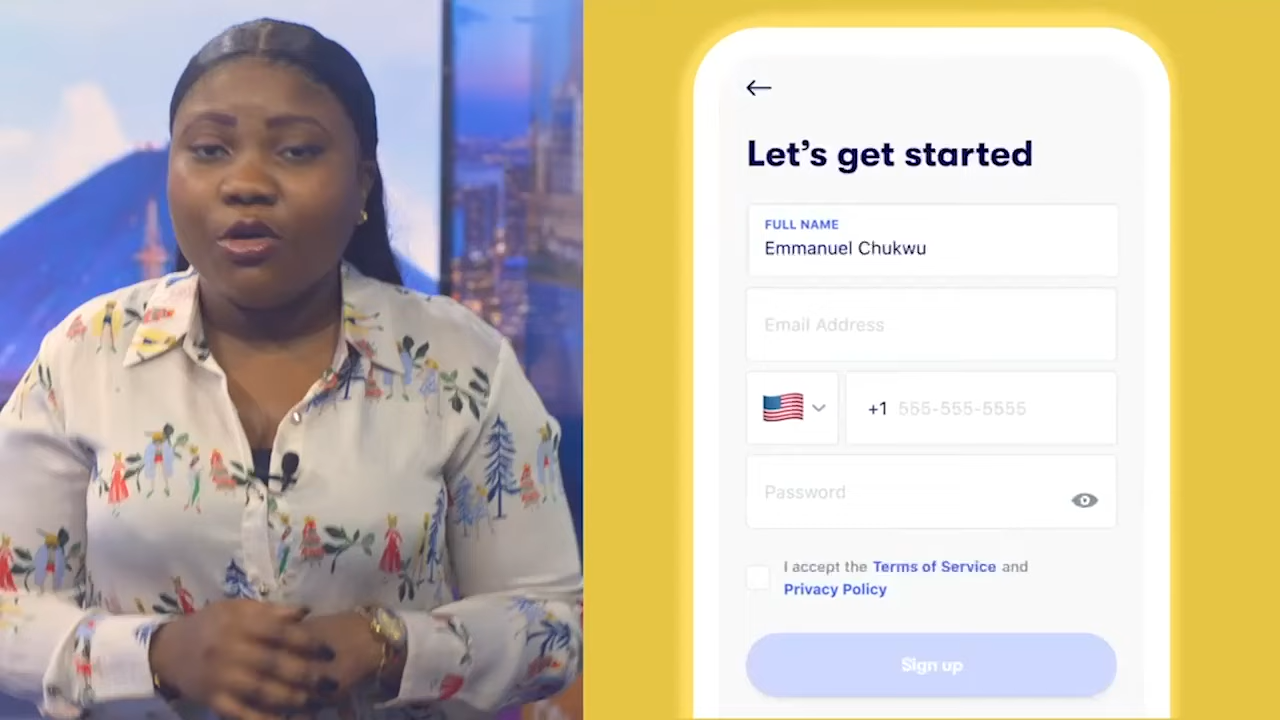 Let's get started
FULL NAME
Emmanuel Chukwu
Email Address
+1 555-555-5555
Password
I accept the Terms of Service and
Privacy Policy
Sign up